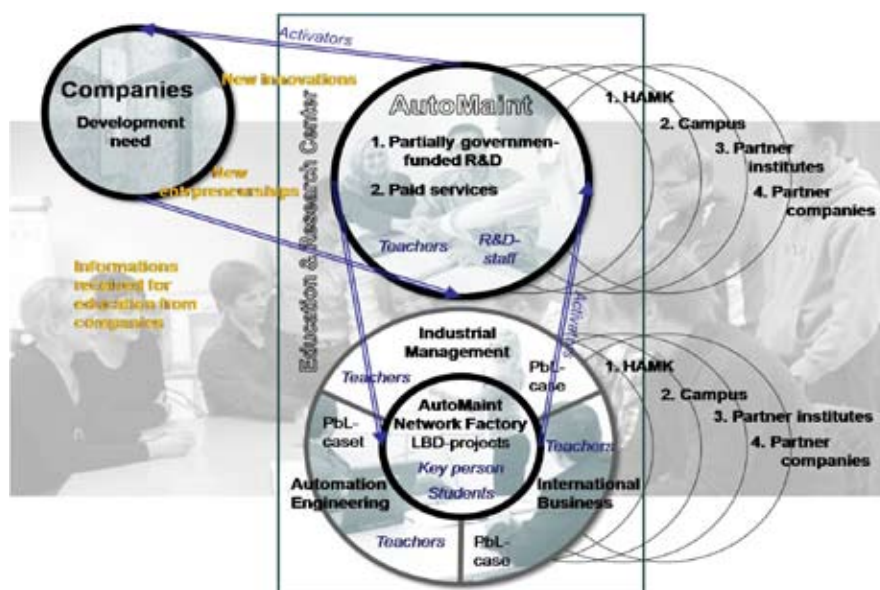 Activators
Companies
Development
need
New innovations
New
entrepreneurships
Informations
received for
education from
companies
Education & Research Center
AutoMaint
1. Partially governmen-
funded R&D
2. Paid services
Teachers
R&D-
staff
1. HAMK
2. Campus
3. Partner
institutes
4. Partner
companies
Activators
Industrial
Management
Teachers
PbL-
case
AutoMaint
Network Factory
LBD-projects
Key person
Students
PbL-
caset
Automation
Engineering
Teachers
PbL-
case
Teachers
International
Business
1. HAMK
2. Campus
3. Partner institutes
4. Partner
companies